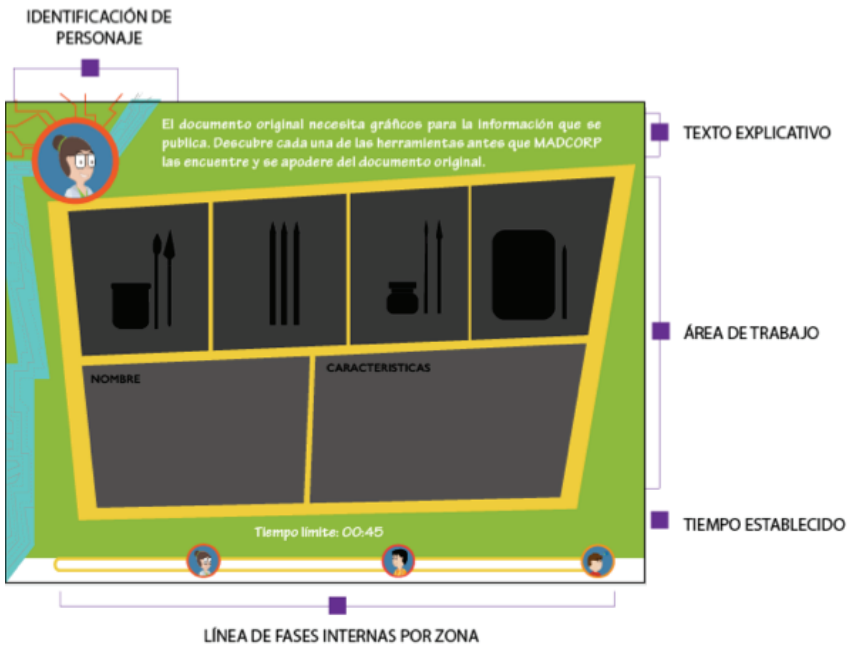 IDENTIFICACIÓN DE
PERSONAJE
El documento original necesita gráficos para la información que se
publica. Descubre cada una de las herramientas antes que MADCORP
las encuentre y se apodere del documento original.
TEXTO EXPLICATIVO
ÁREA DE TRABAJO
NOMBRE
CARACTERISTICAS
TIEMPO ESTABLECIDO
Tiempo límite: 00:45
LÍNEA DE FASES INTERNAS POR ZONA